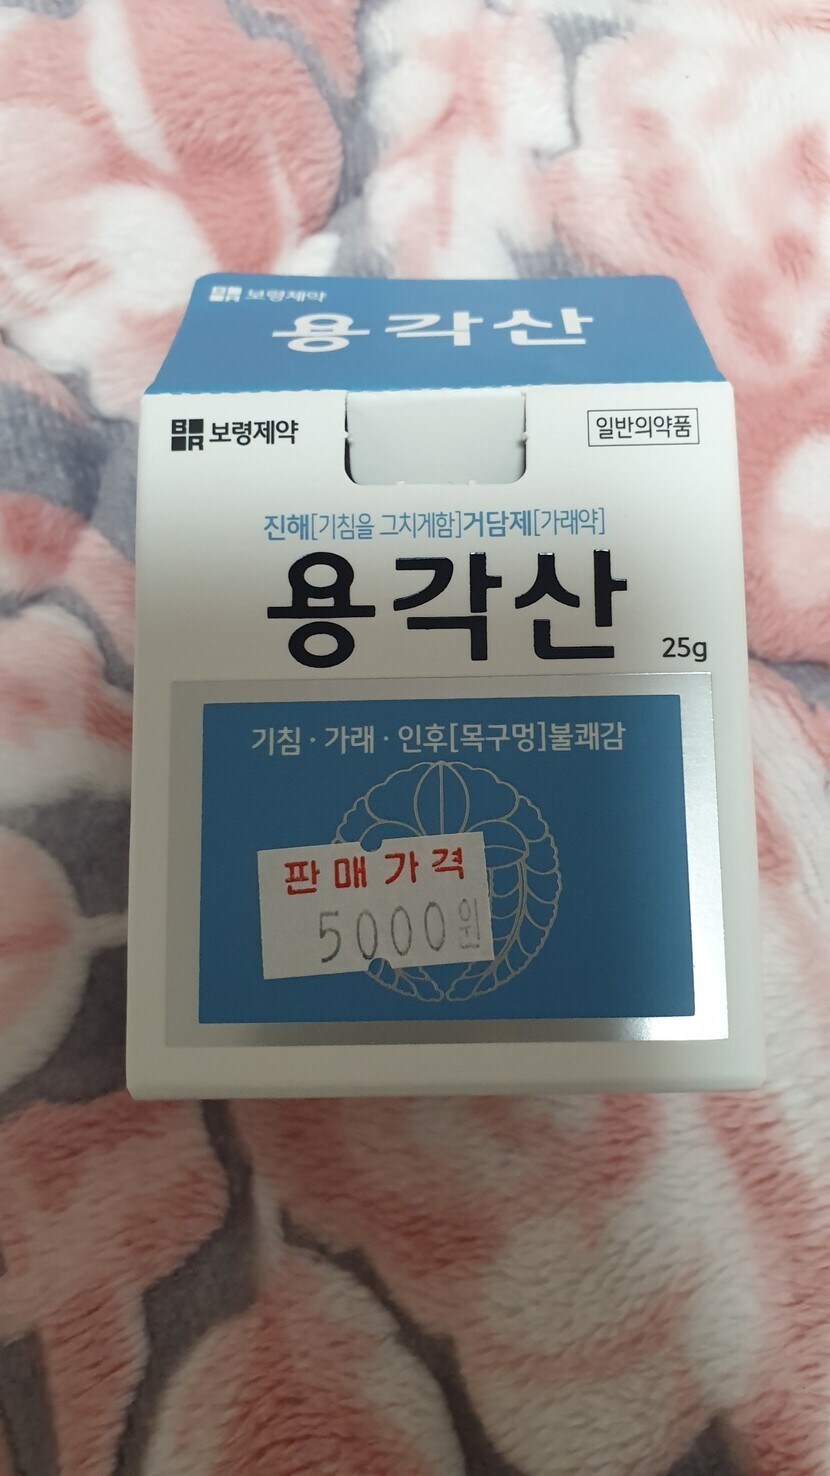 보령제약
용각산
BR 보령제약
일반의약품
진해[기침을 그치게함]거담제[가래약]
용각산
25g
기침·가래·인후[목구멍]불쾌감
판매가격
5000원